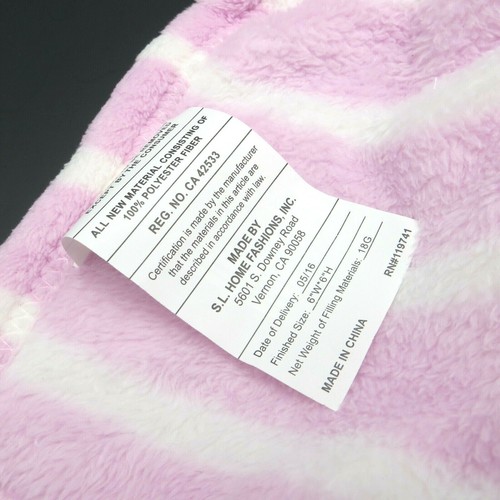 EXCEPT BY THE CONSUMER
ALL NEW MATERIAL CONSISTING OF
100% POLYESTER FIBER
REG. NO. CA 42533
Certification is made by the manufacturer
that the materials in this article are
described in accordance with law.
MADE BY
S.L. HOME FASHIONS, INC.
5601 S. Downey Road
Vernon, CA 90058
Date of Delivery: 05/16
Finished Size: 6"W*6"H
Net Weight of Filling Materials: 18G
MADE IN CHINA
RN#119741